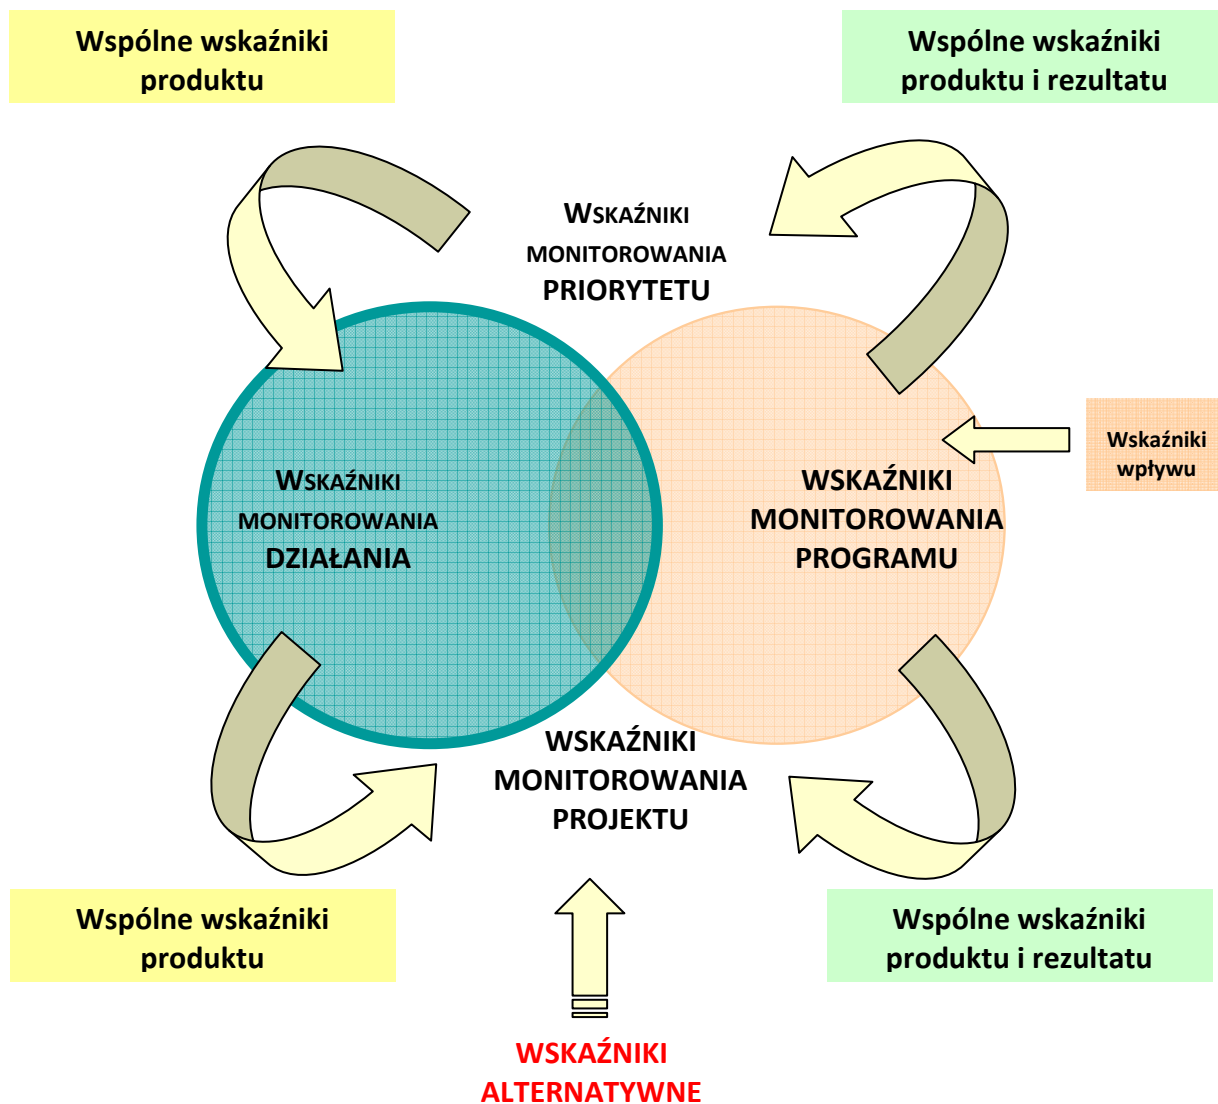 Wspólne wskaźniki
produktu
Wspólne wskaźniki
produktu i rezultatu
WSKAŹNIKI
MONITOROWANIA
PRIORYTETU
Wskaźniki
wpływu
WSKAŹNIKI
MONITOROWANIA
DZIAŁANIA
WSKAŹNIKI
MONITOROWANIA
PROGRAMU
WSKAŹNIKI
MONITOROWANIA
PROJEKTU
Wspólne wskaźniki
produktu
Wspólne wskaźniki
produktu i rezultatu
WSKAŹNIKI
ALTERNATYWNE